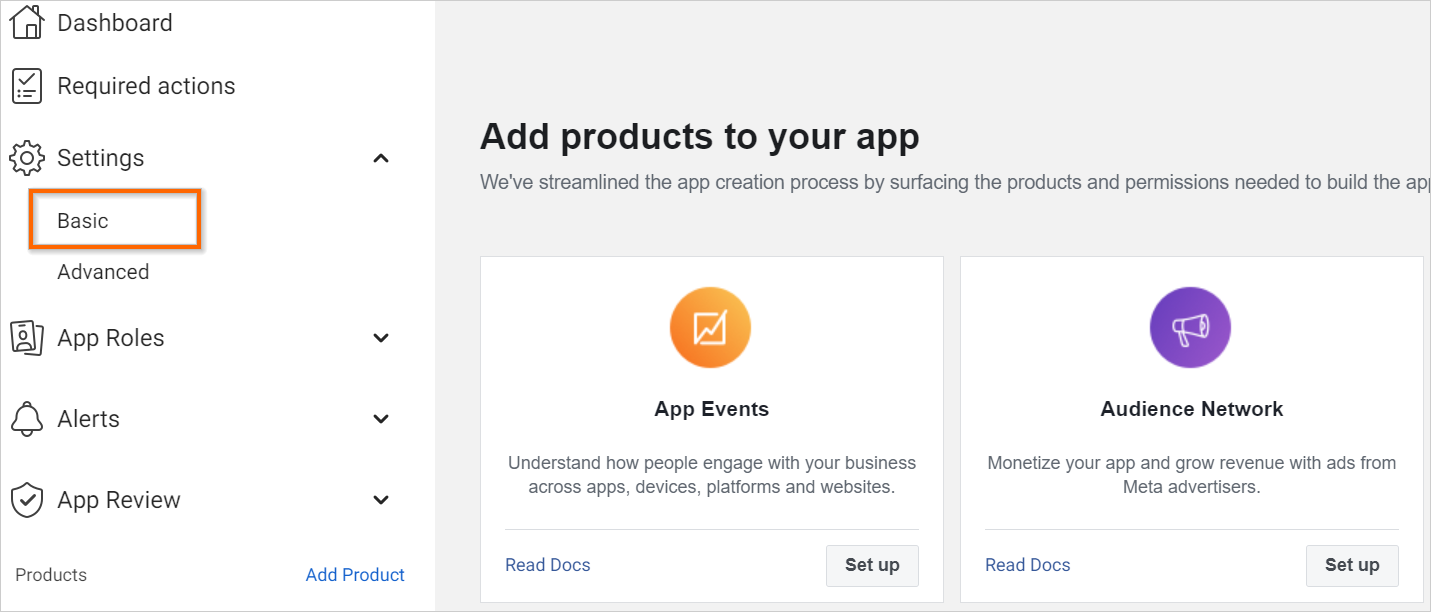 Dashboard
Required actions
Settings
Basic
Advanced
App Roles
Alerts
App Review
Products
Add Product
Add products to your app
We've streamlined the app creation process by surfacing the products and permissions needed to build the
App Events
Understand how people engage with your business
across apps, devices, platforms and websites.
Read Docs
Set up
Audience Network
Monetize your app and grow revenue with ads from
Meta advertisers.
Read Docs
Set up